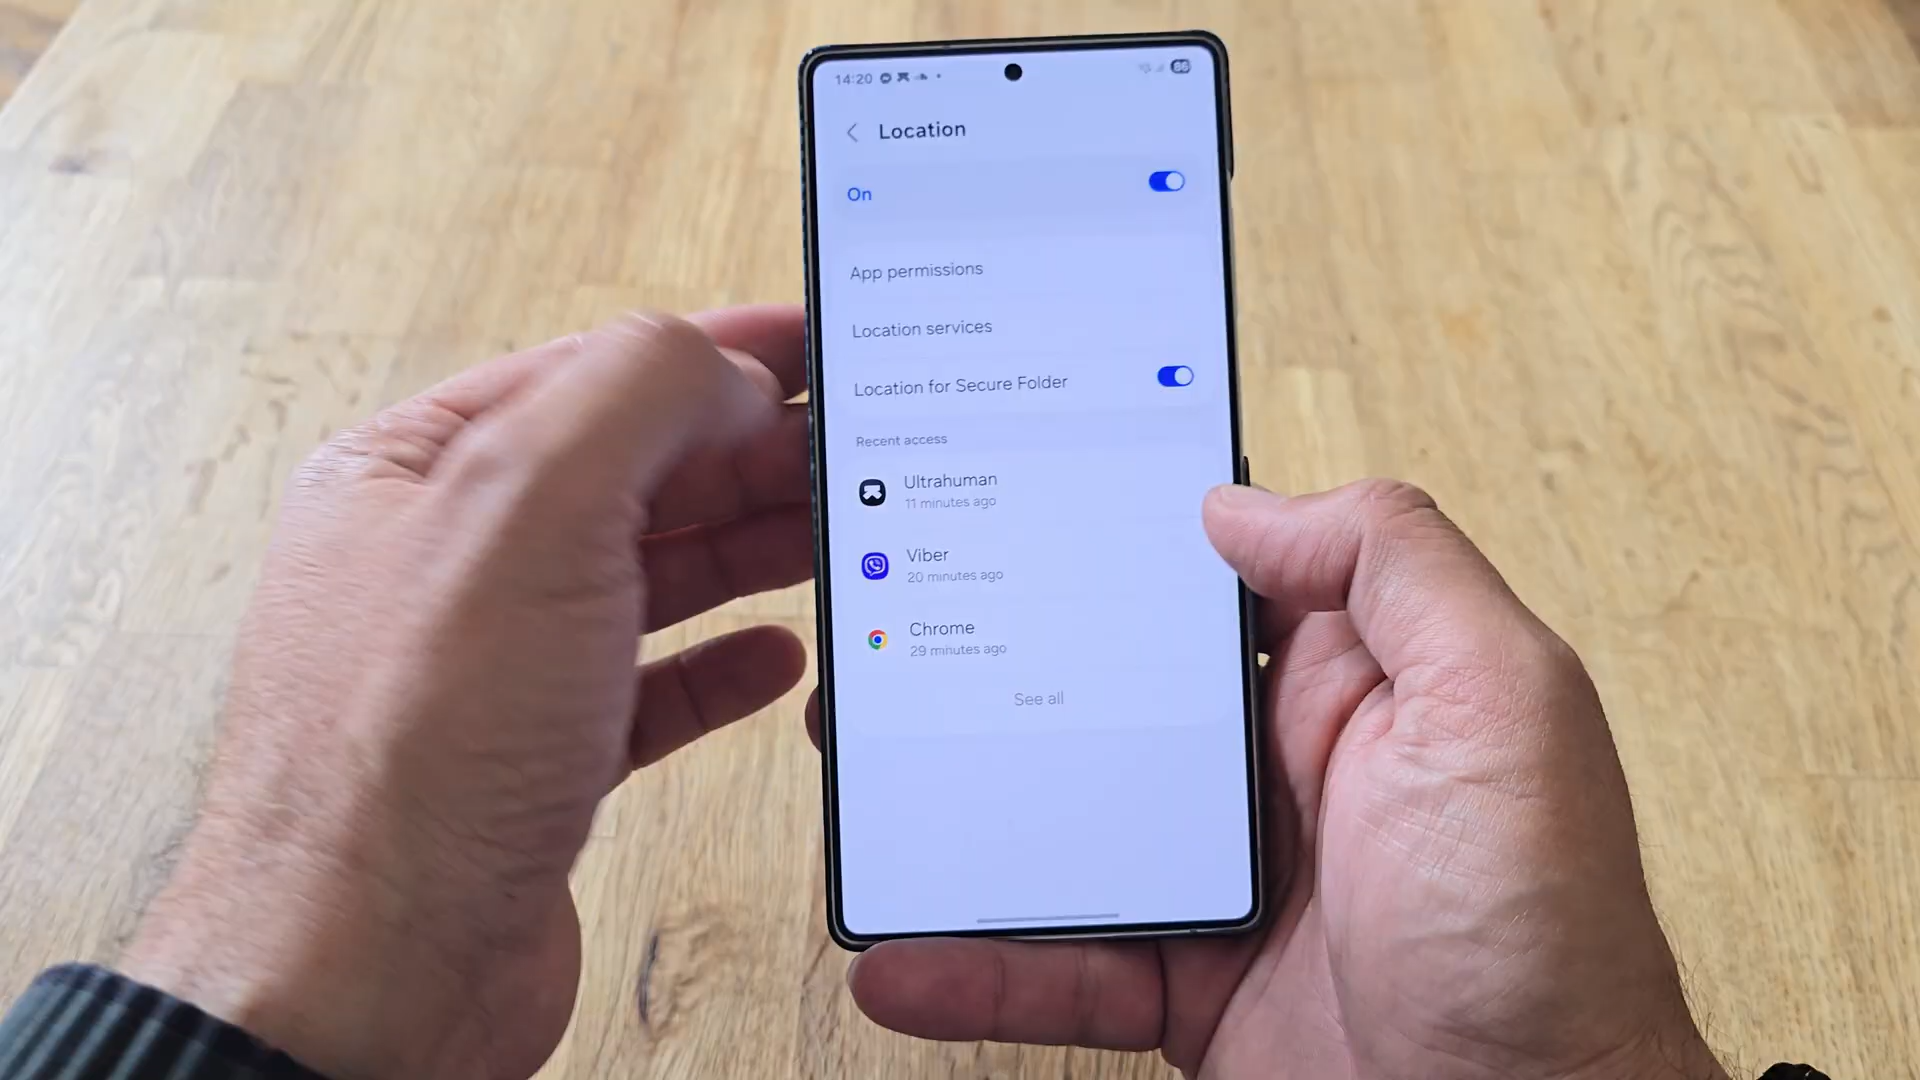 14:20
86
Location
On
App permissions
Location services
Location for Secure Folder
Recent access
Ultrahuman
11 minutes ago
Viber
20 minutes ago
Chrome
29 minutes ago
See all